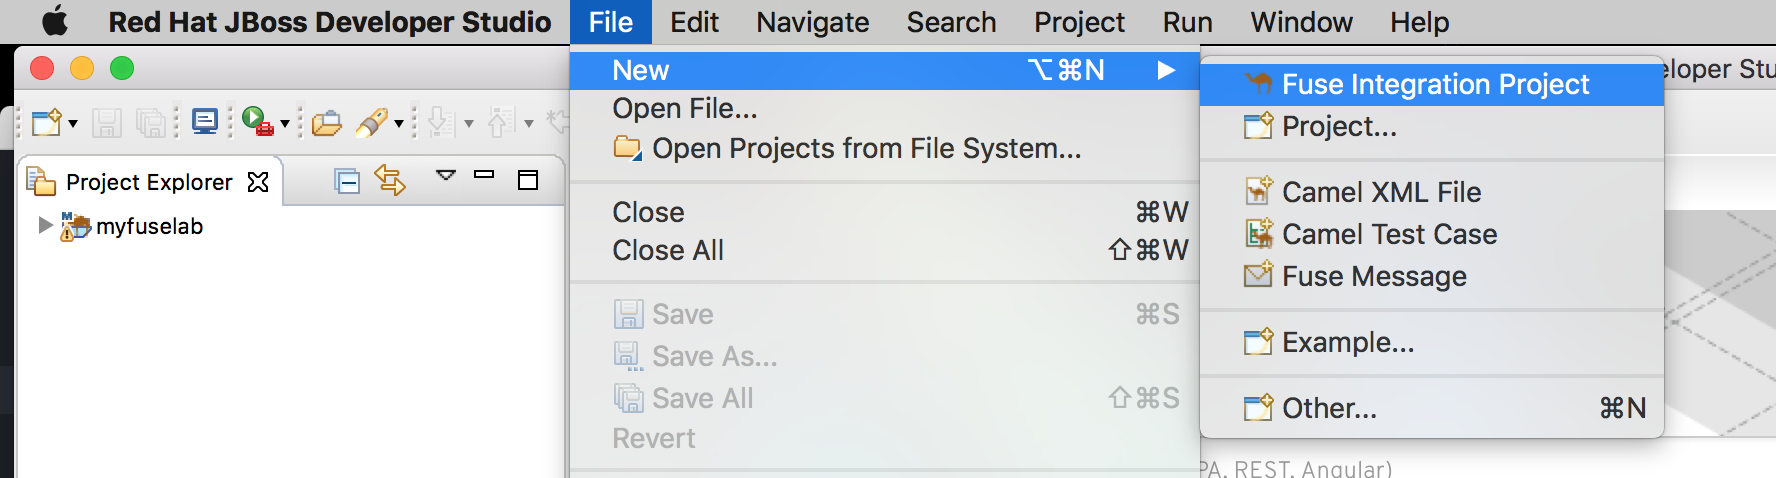 Red Hat JBoss Developer Studio File Edit Navigate Search Project Run Window Help
Project Explorer
myfuselab
New ⌥⌘N
Open File...
Open Projects from File System...
Close ⌘W
Close All ⇧⌘W
Save ⌘S
Save As...
Save All ⇧⌘S
Revert
Fuse Integration Project
Project...
Camel XML File
Camel Test Case
Fuse Message
Example...
Other... ⌘N
eloper Stu
PA, REST, Angular)